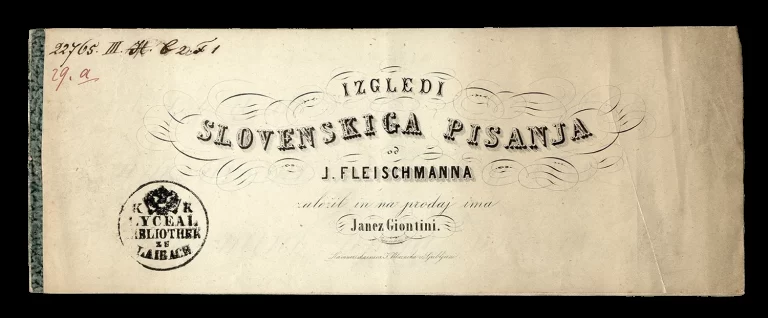 22765. III. H. C 2. f 1
29. a
IZGLEDI
SLOVENSKIGA PISANJA
od
J. FLEISCHMANNA
založil in na prodaj ima
Janez Giontini.
K K
LYCEAL
BIBLIOTHEK
ZU
LAIBACH